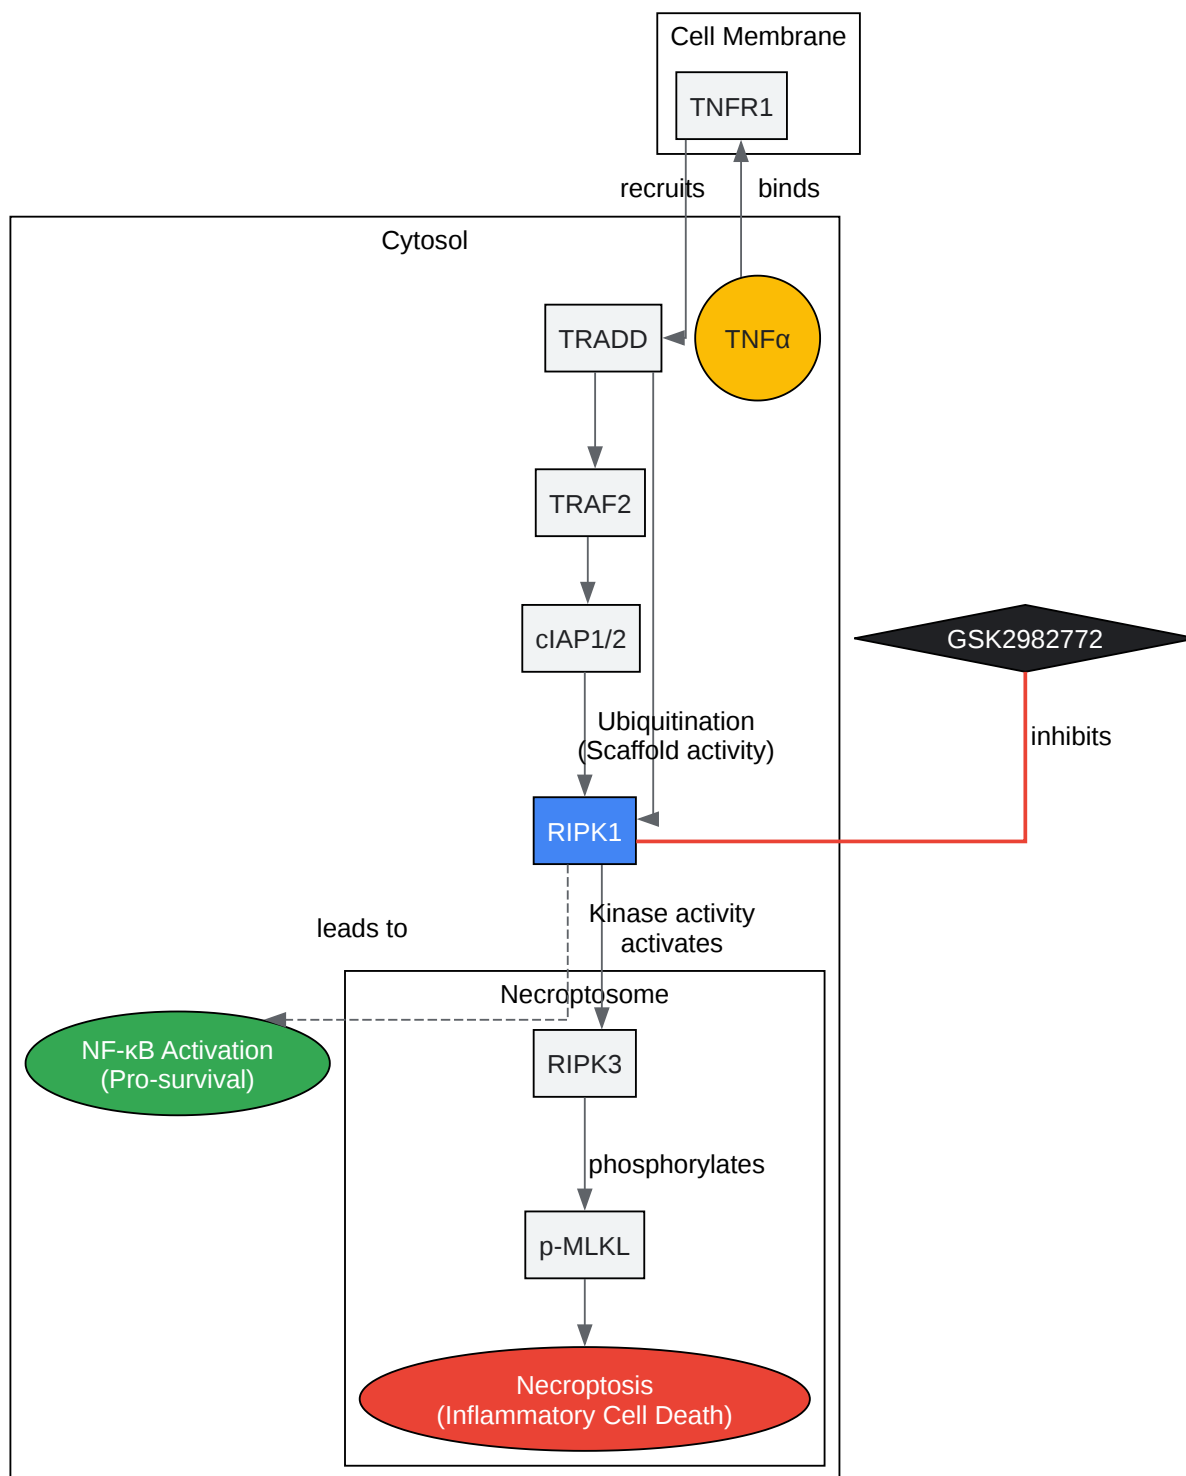 Cell Membrane
TNFR1
recruits
binds
Cytosol
TRADD
TNFα
TRAF2
cIAP1/2
GSK2982772
Ubiquitination
(Scaffold activity)
inhibits
RIPK1
Kinase activity
activates
leads to
Necroptosome
NF-κB Activation
(Pro-survival)
RIPK3
phosphorylates
p-MLKL
Necroptosis
(Inflammatory Cell Death)